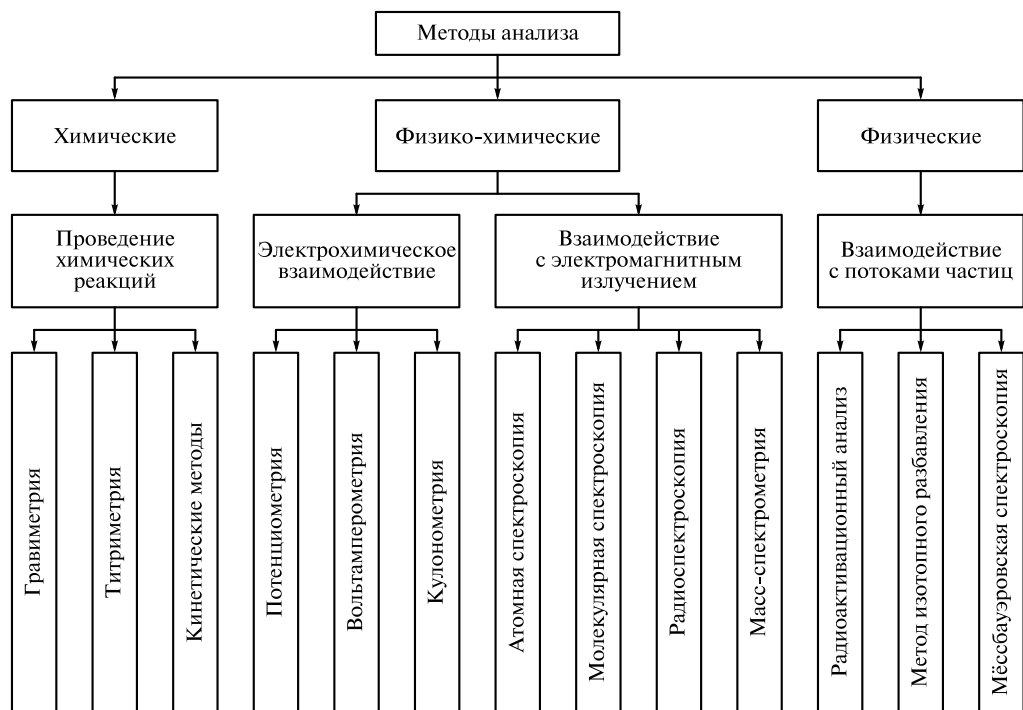 Методы анализа
Химические
Физико-химические
Физические
Проведение
химических
реакций
Электрохимическое
взаимодействие
Взаимодействие
с электромагнитным
излучением
Взаимодействие
с потоками частиц
Гравиметрия
Титриметрия
Кинетические методы
Потенциометрия
Вольтамперометрия
Кулонометрия
Атомная спектроскопия
Молекулярная спектроскопия
Радиоспектроскопия
Масс-спектрометрия
Радиоактивационный анализ
Метод изотопного разбавления
Мёссбауэровская спектроскопия